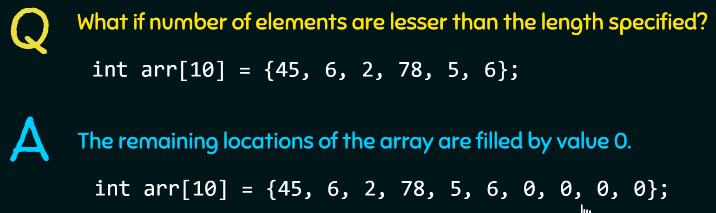 Q What if number of elements are lesser than the length specified?
int arr[10] = {45, 6, 2, 78, 5, 6};
A The remaining locations of the array are filled by value 0.
int arr[10] = {45, 6, 2, 78, 5, 6, 0, 0, 0, 0};